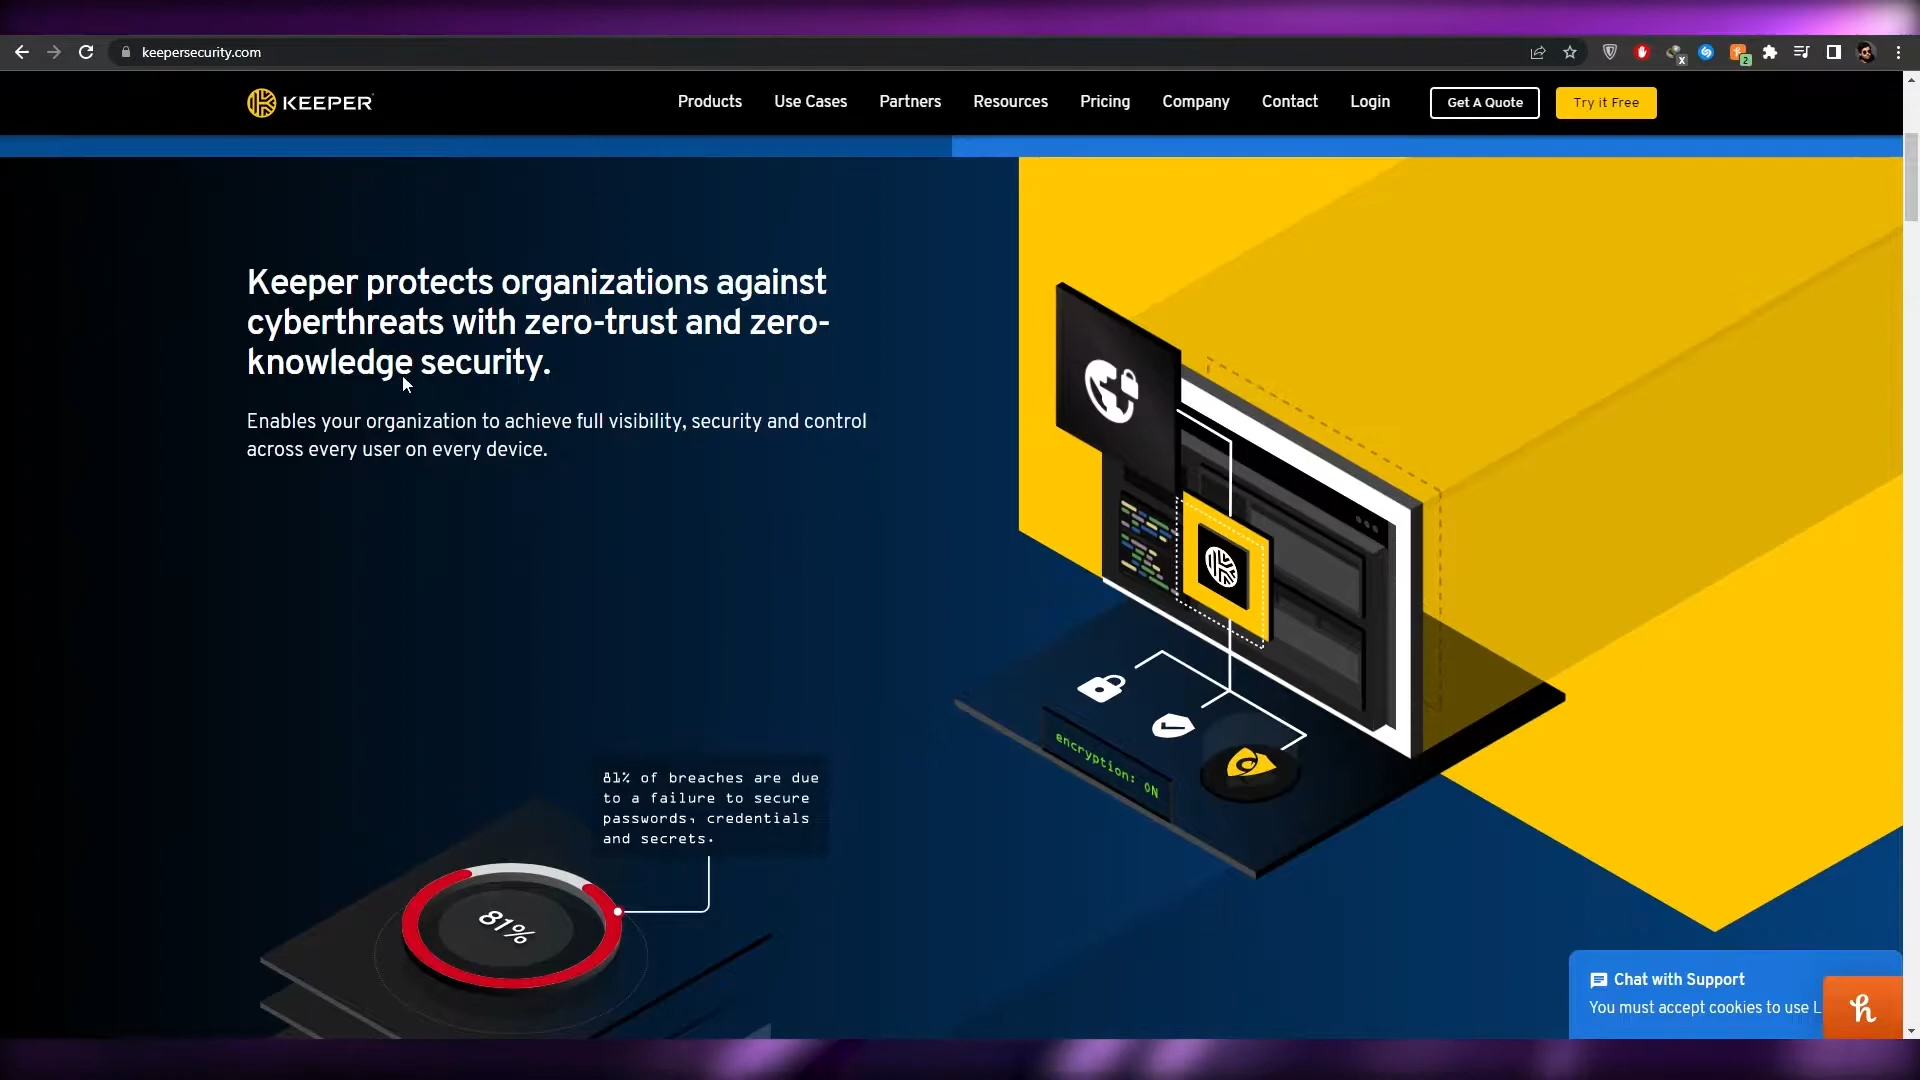 keepersecurity.com
2
KEEPER
Products Use Cases Partners Resources Pricing Company Contact Login Get A Quote Try it Free
Keeper protects organizations against
cyberthreats with zero-trust and zero-
knowledge security.
Enables your organization to achieve full visibility, security and control
across every user on every device.
encryption: ON
81% of breaches are due
to a failure to secure
passwords, credentials
and secrets.
81%
Chat with Support
You must accept cookies to use L